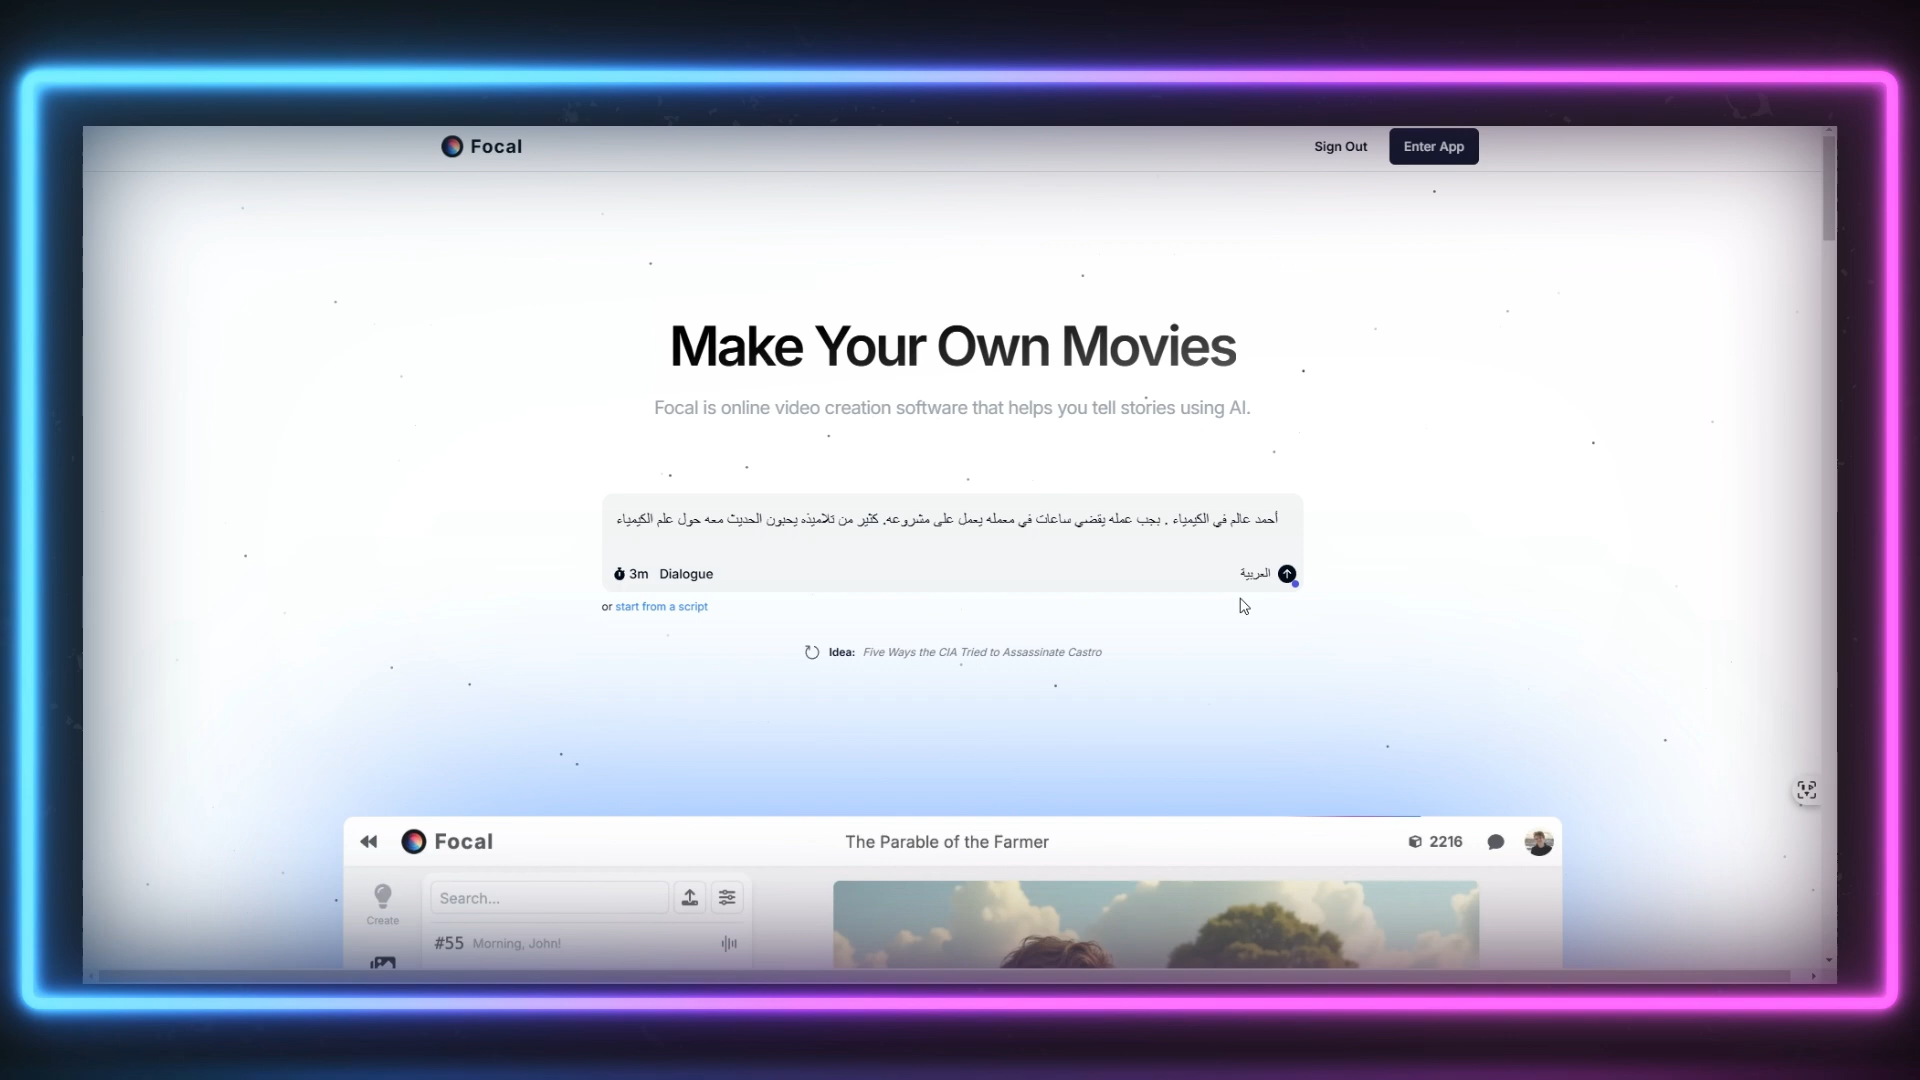 Focal
Sign Out
Enter App
Make Your Own Movies
Focal is online video creation software that helps you tell stories using AI.
أحمد عالم في الكيمياء . بجب عمله يقضي ساعات في معمله يعمل على مشروعه. كثير من تلاميذه يحبون الحديث معه حول علم الكيمياء
3m Dialogue
العربية
or start from a script
Idea: Five Ways the CIA Tried to Assassinate Castro
Focal
The Parable of the Farmer
2216
Search...
Create
#55 Morning, John!